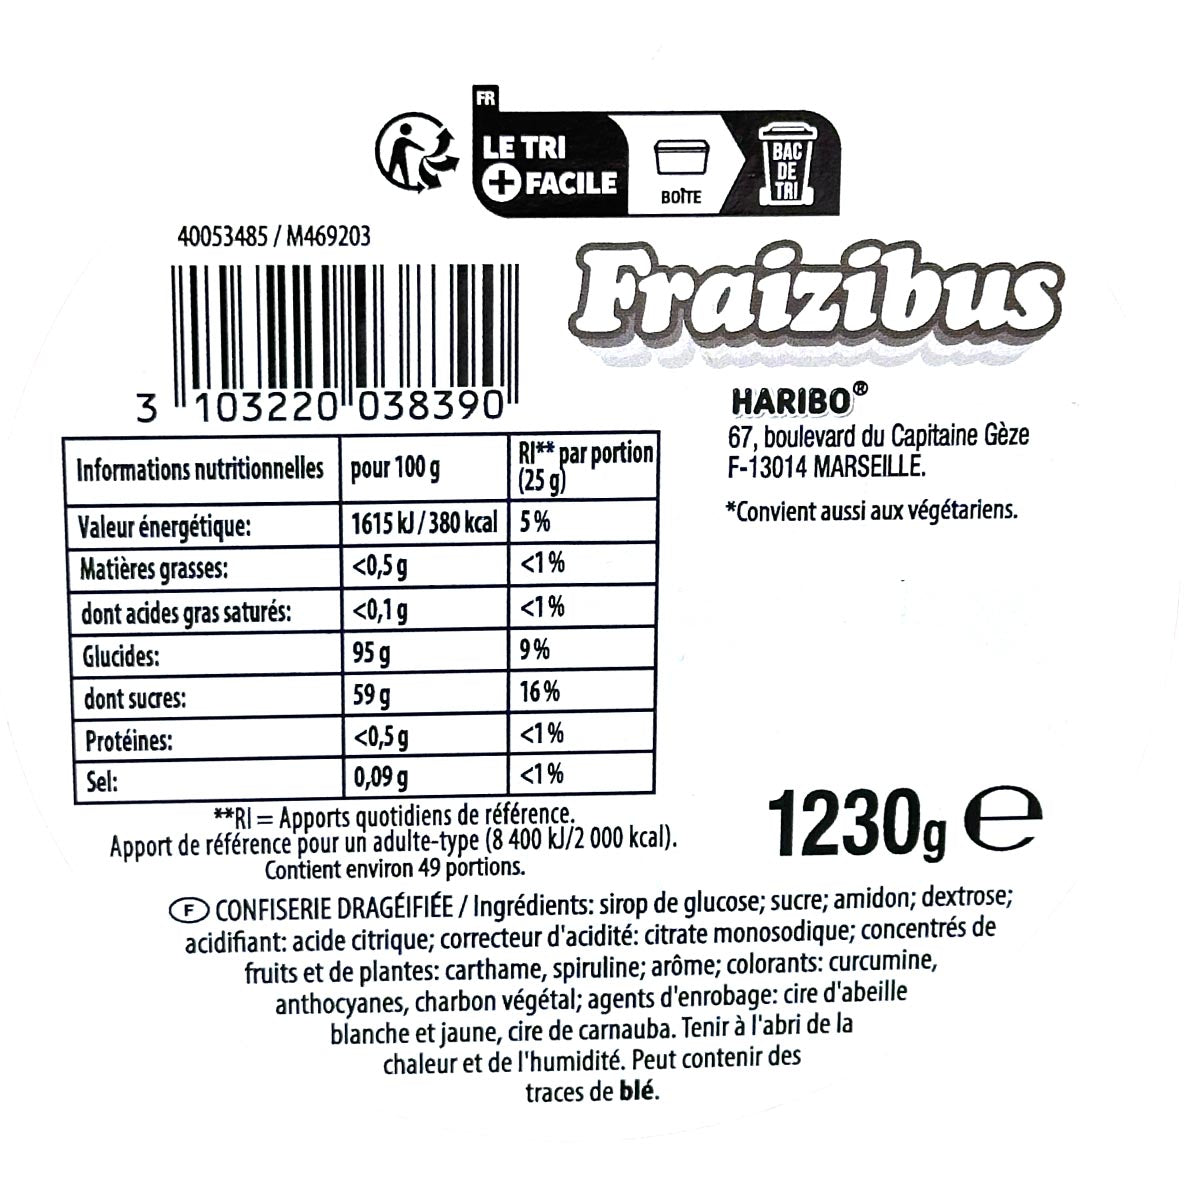 FR
LE TRI
+ FACILE
BOÎTE
BAC
DE
TRI
40053485 / M469203
Fraizibus
3 103220 038390
HARIBO®
67, boulevard du Capitaine Gèze
F-13014 MARSEILLE.
*Convient aussi aux végétariens.
Informations nutritionnelles pour 100 g RI** par portion (25 g)
Valeur énergétique: 1615 kJ / 380 kcal 5 %
Matières grasses: <0,5 g <1 %
dont acides gras saturés: <0,1 g <1 %
Glucides: 95 g 9 %
dont sucres: 59 g 16 %
Protéines: <0,5 g <1 %
Sel: 0,09 g <1 %
**RI = Apports quotidiens de référence.
Apport de référence pour un adulte-type (8 400 kJ/2 000 kcal).
Contient environ 49 portions.
1230g e
F CONFISERIE DRAGÉIFIÉE / Ingrédients: sirop de glucose; sucre; amidon; dextrose;
acidifiant: acide citrique; correcteur d'acidité: citrate monosodique; concentrés de
fruits et de plantes: carthame, spiruline; arôme; colorants: curcumine,
anthocyanes, charbon végétal; agents d'enrobage: cire d'abeille
blanche et jaune, cire de carnauba. Tenir à l'abri de la
chaleur et de l'humidité. Peut contenir des
traces de blé.